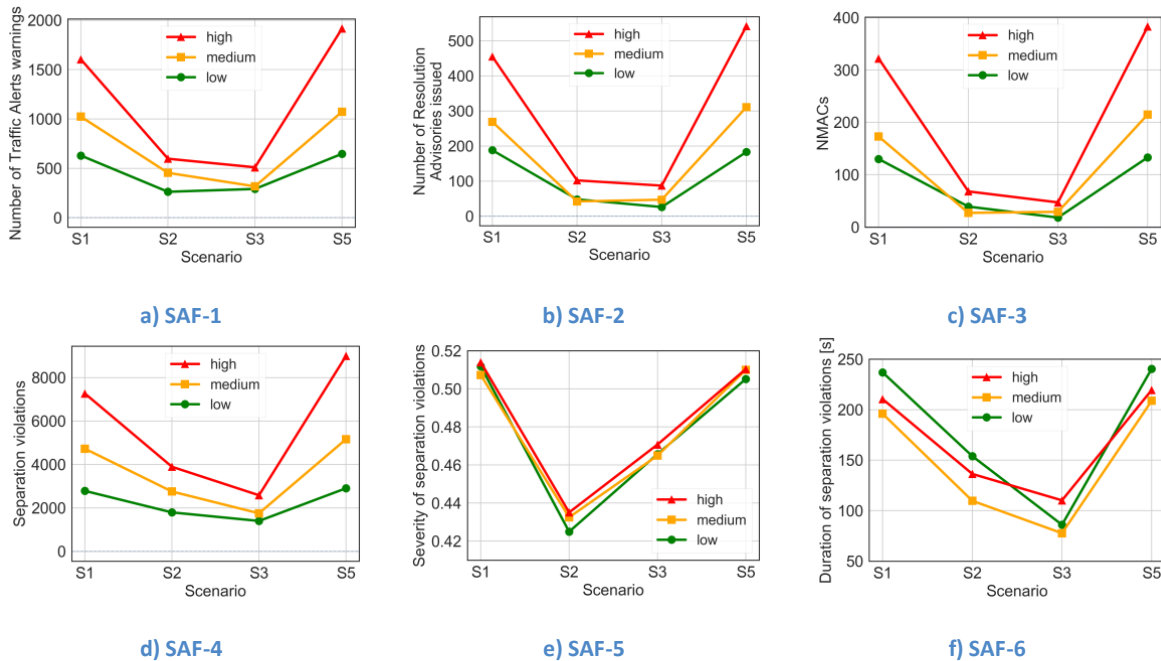 Number of Traffic Alerts warnings
2000
1500
1000
500
0
high
medium
low
S1
S2
S3
S5
Scenario
a) SAF-1
Number of Resolution
Advisories issued
500
400
300
200
100
0
high
medium
low
S1
S2
S3
S5
Scenario
b) SAF-2
NMACs
400
300
200
100
0
high
medium
low
S1
S2
S3
S5
Scenario
c) SAF-3
Separation violations
8000
6000
4000
2000
0
high
medium
low
S1
S2
S3
S5
Scenario
d) SAF-4
Severity of separation violations
0.52
0.50
0.48
0.46
0.44
0.42
high
medium
low
S1
S2
S3
S5
Scenario
e) SAF-5
Duration of separation violations [s]
250
200
150
100
50
high
medium
low
S1
S2
S3
S5
Scenario
f) SAF-6